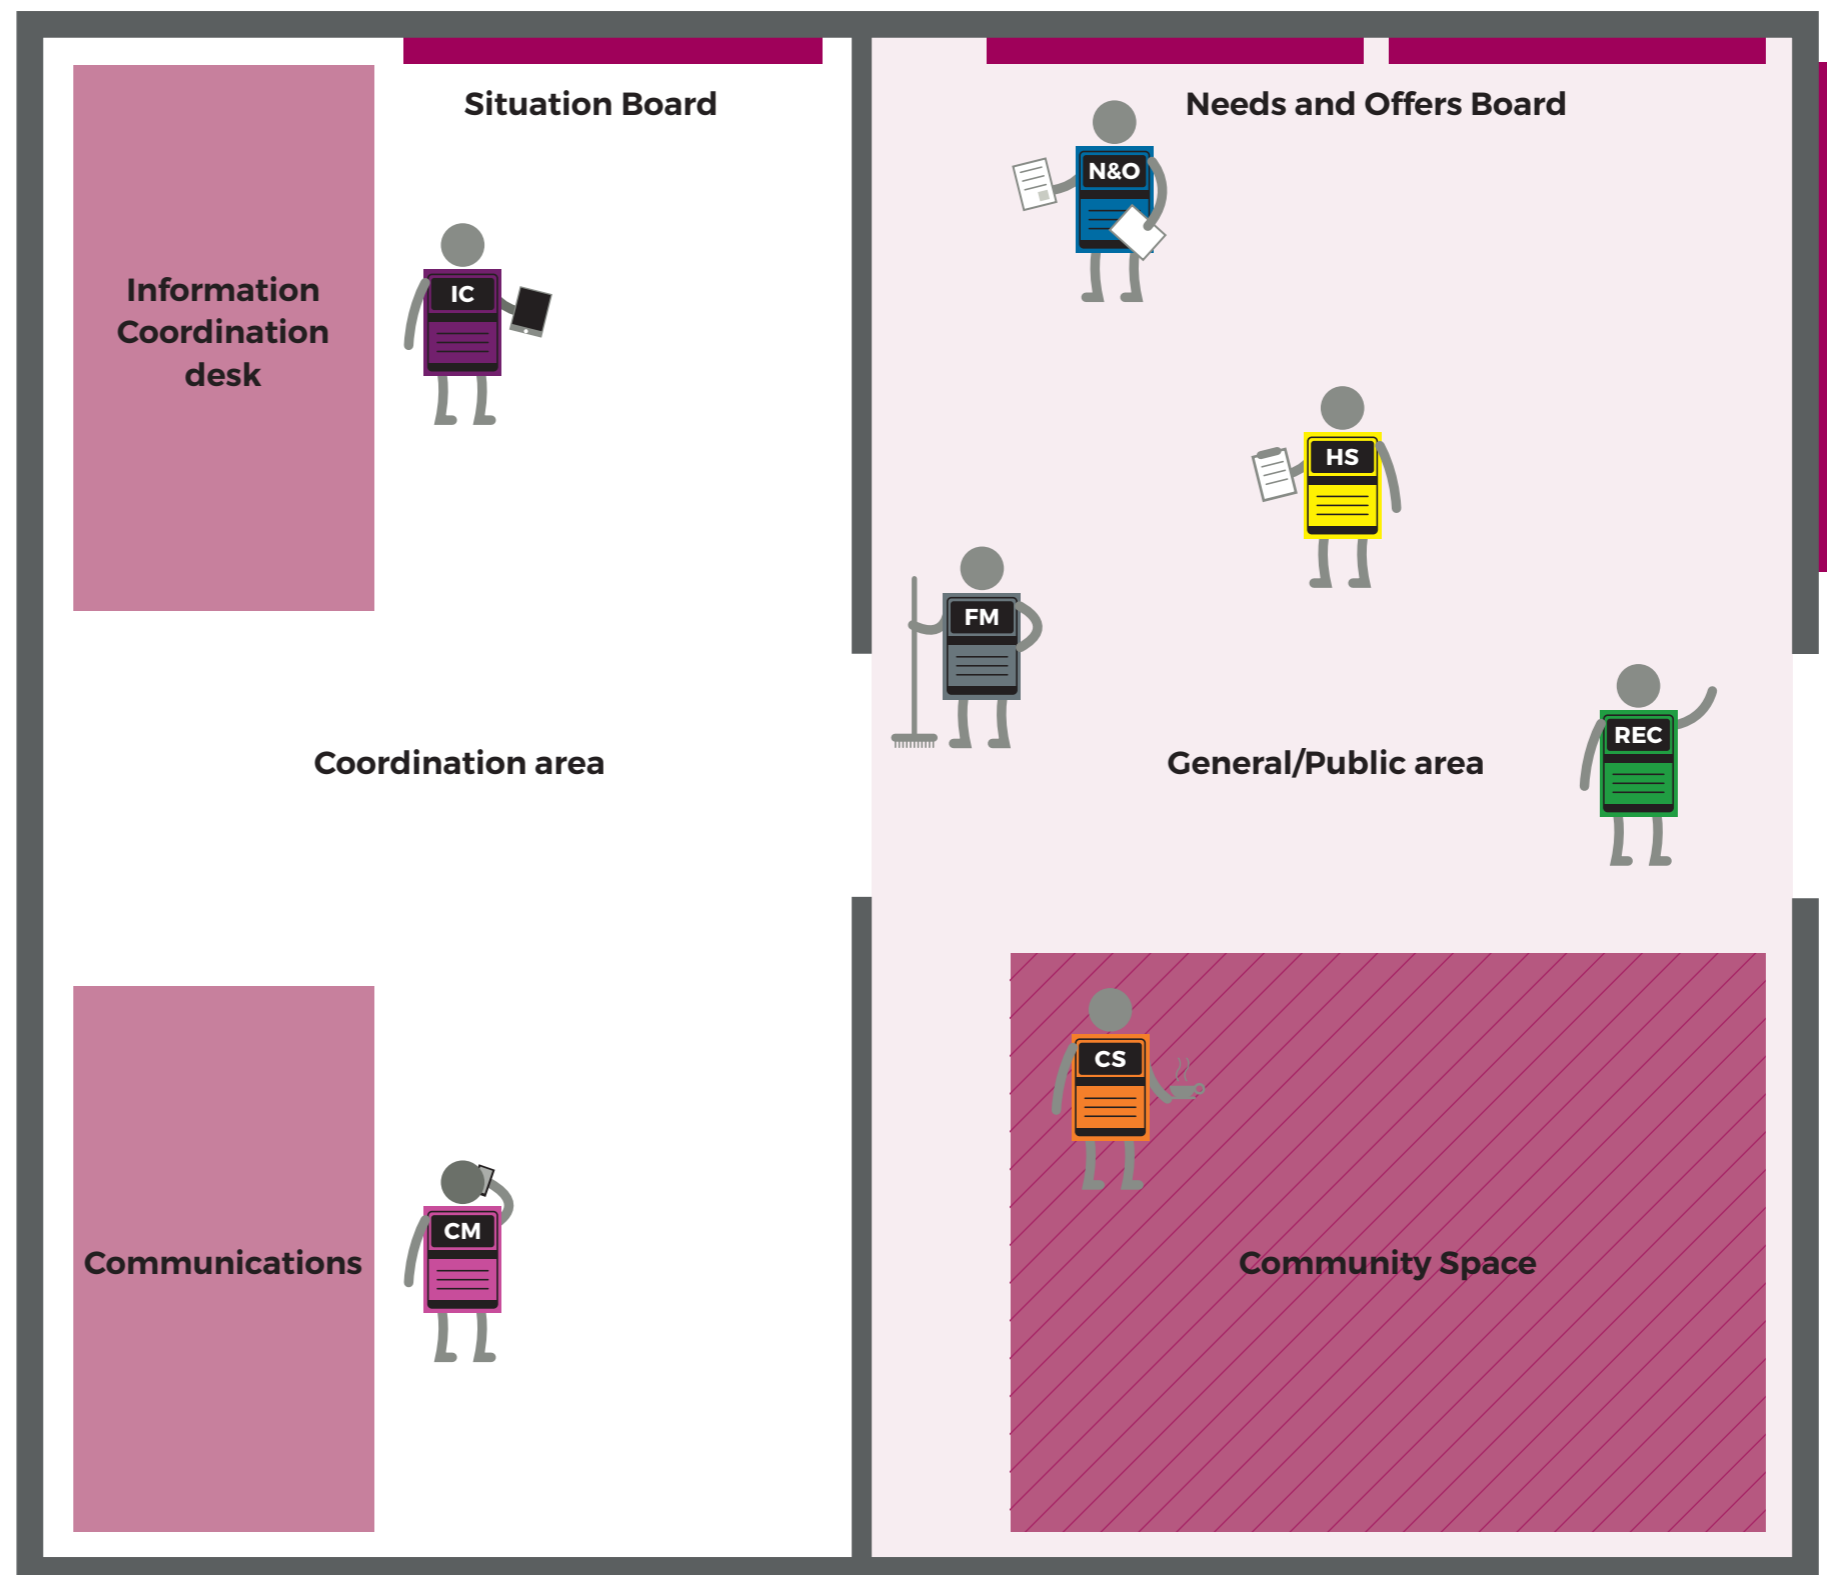 Situation Board
Needs and Offers Board
N&O
Information
Coordination
desk
IC
HS
FM
REC
Coordination area
General/Public area
CS
CM
Communications
Community Space